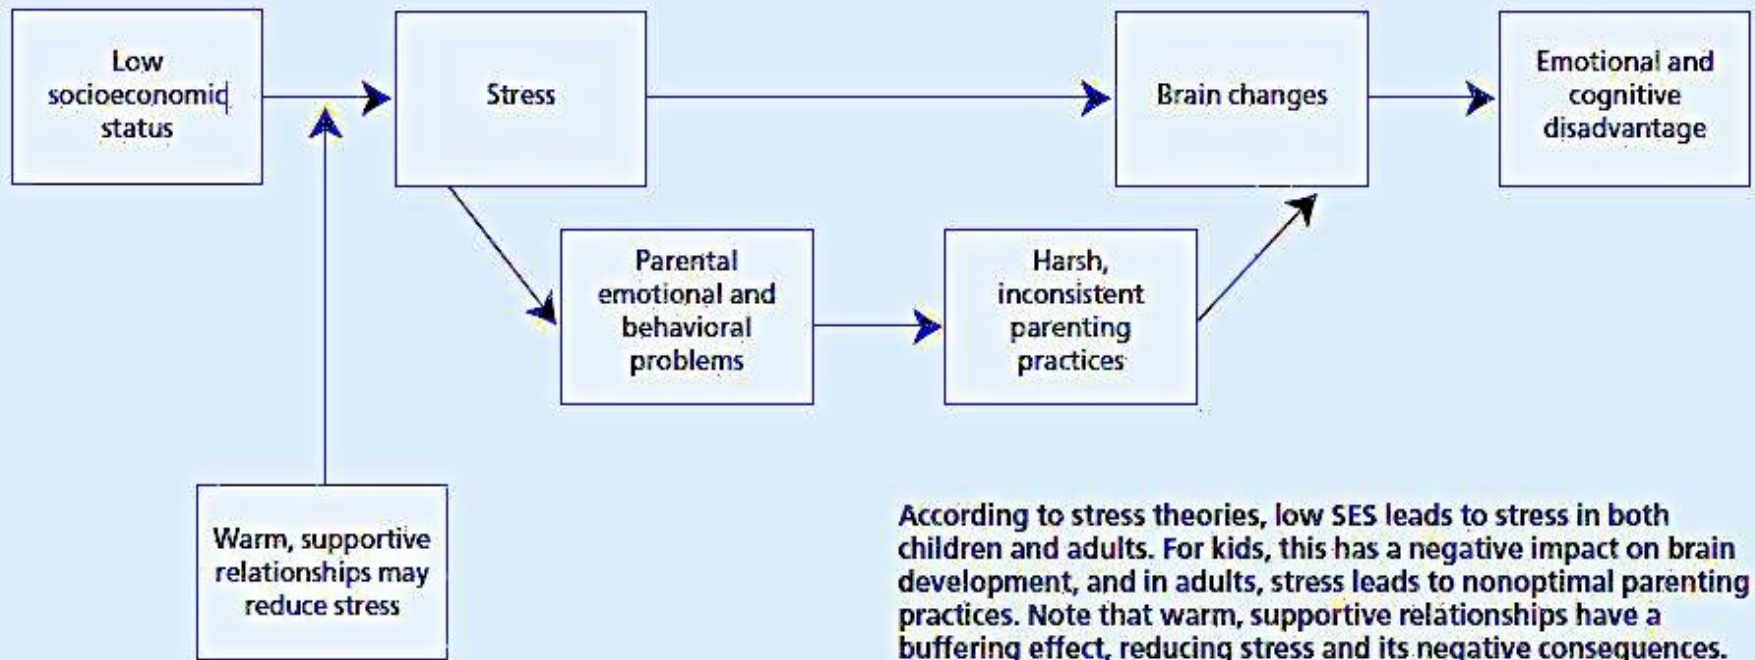 Low
socioeconomic
status
Stress
Brain changes
Emotional and
cognitive
disadvantage
Parental
emotional and
behavioral
problems
Harsh,
inconsistent
parenting
practices
Warm, supportive
relationships may
reduce stress
According to stress theories, low SES leads to stress in both
children and adults. For kids, this has a negative impact on brain
development, and in adults, stress leads to nonoptimal parenting
practices. Note that warm, supportive relationships have a
buffering effect, reducing stress and its negative consequences.